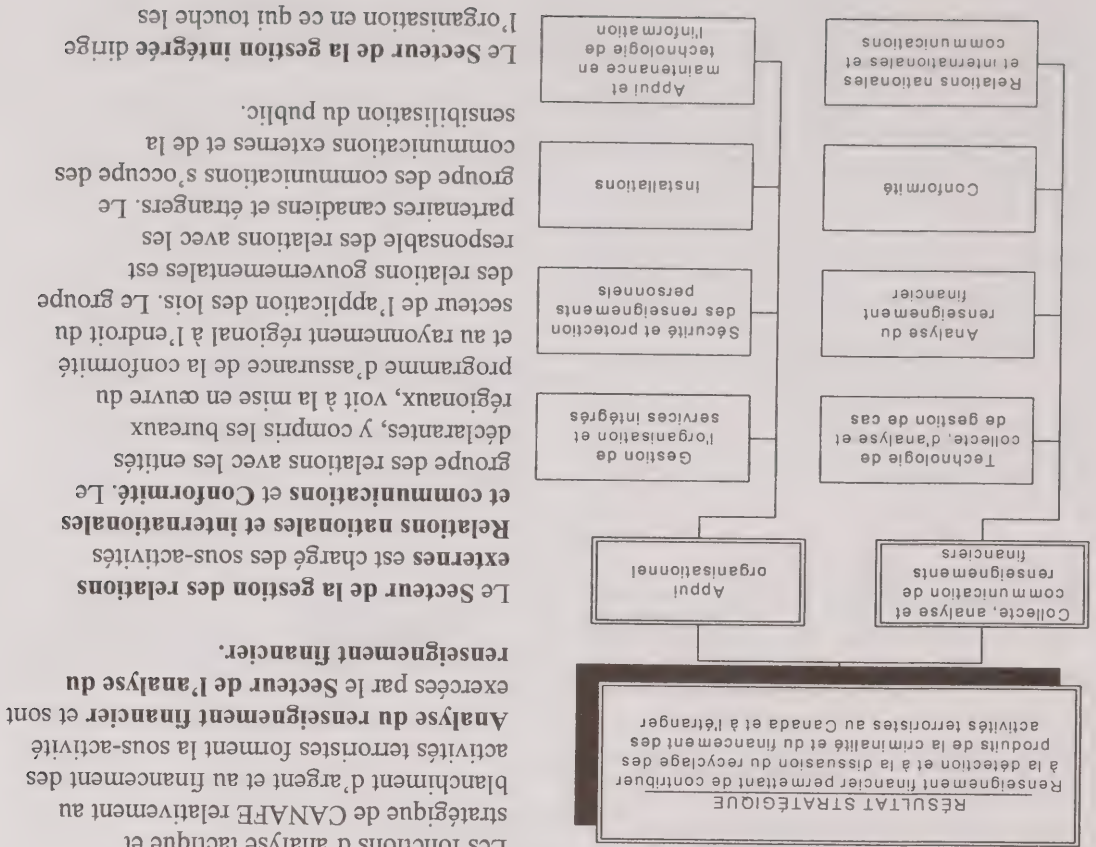 RÉSULTAT STRATÉGIQUE
Renseignement financier permettant de contribuer
à la détection et à la dissuasion du recyclage des
produits de la criminalité et du financement des
activités terroristes au Canada et à l'étranger
Collecte, analyse et
communication de
renseignements
financiers
Technologie de
collecte, d'analyse et
de gestion de cas
Analyse du
renseignement
financier
Conformité
Relations nationales
et internationales et
communications
Appui
organisationnel
Gestion de
l'organisation et
services intégrés
Sécurité et protection
des renseignements
personnels
Installations
Appui et
maintenance en
technologie de
l'information
Les fonctions d'analyse tactique et
stratégique de CANAFE relativement au
blanchiment d'argent et au financement des
activités terroristes forment la sous-activité
Analyse du renseignement financier et sont
exercées par le Secteur de l'analyse du
renseignement financier.
Le Secteur de la gestion des relations
externes est chargé des sous-activités
Relations nationales et internationales
et communications et Conformité. Le
groupe des relations avec les entités
déclarantes, y compris les bureaux
régionaux, voit à la mise en œuvre du
programme d'assurance de la conformité
et au rayonnement régional à l'endroit du
secteur de l'application des lois. Le groupe
des relations gouvernementales est
responsable des relations avec les
partenaires canadiens et étrangers. Le
groupe des communications s'occupe des
communications externes et de la
sensibilisation du public.
Le Secteur de la gestion intégrée dirige
l'organisation en ce qui touche les